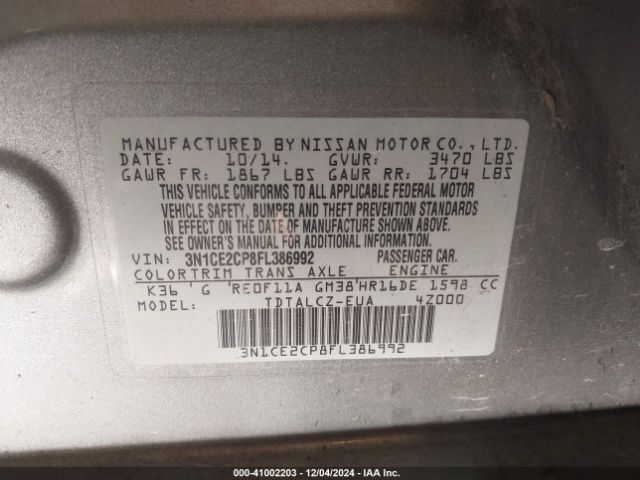 MANUFACTURED BY NISSAN MOTOR CO., LTD.
DATE: 10/14. GVWR: 3470 LBS
GAWR FR: 1867 LBS GAWR RR: 1704 LBS
THIS VEHICLE CONFORMS TO ALL APPLICABLE FEDERAL MOTOR
VEHICLE SAFETY, BUMPER AND THEFT PREVENTION STANDARDS
IN EFFECT ON THE DATE OF MANUFACTURE SHOWN ABOVE.
SEE OWNER'S MANUAL FOR ADDITIONAL INFORMATION.
VIN: 3N1CE2CP8FL386992 PASSENGER CAR.
COLOR TRIM TRANS AXLE ENGINE
K36 G RE0F11A GM38 HR16DE 1598 CC
MODEL: TDTALCZ-EUA 4Z000
3N1CE2CP8FL386992
000-41002203 - 12/04/2024 - IAA Inc.